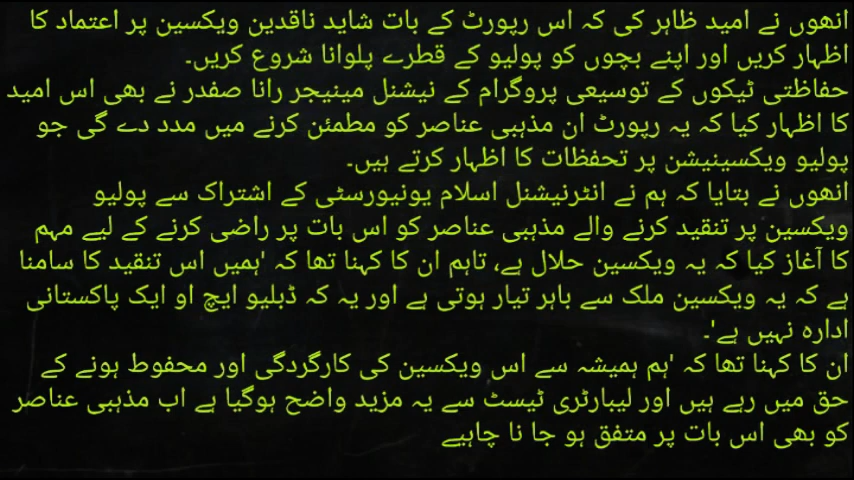 انھوں نے امید ظاہر کی کہ اس رپورٹ کے بات شاید ناقدین ویکسین پر اعتماد کا
اظہار کریں اور اپنے بچوں کو پولیو کے قطرے پلوانا شروع کریں۔
حفاظتی ٹیکوں کے توسیعی پروگرام کے نیشنل مینیجر رانا صفدر نے بھی اس امید
کا اظہار کیا کہ یہ رپورٹ ان مذہبی عناصر کو مطمئن کرنے میں مدد دے گی جو
پولیو ویکسینیشن پر تحفظات کا اظہار کرتے ہیں۔
انھوں نے بتایا کہ ہم نے انٹرنیشنل اسلام یونیورسٹی کے اشتراک سے پولیو
ویکسین پر تنقید کرنے والے مذہبی عناصر کو اس بات پر راضی کرنے کے لیے مہم
کا آغاز کیا کہ یہ ویکسین حلال ہے، تاہم ان کا کہنا تھا کہ 'ہمیں اس تنقید کا سامنا
ہے کہ یہ ویکسین ملک سے باہر تیار ہوتی ہے اور یہ کہ ڈبلیو ایچ او ایک پاکستانی
ادارہ نہیں ہے'۔
ان کا کہنا تھا کہ 'ہم ہمیشہ سے اس ویکسین کی کارگردگی اور محفوط ہونے کے
حق میں رہے ہیں اور لیبارٹری ٹیسٹ سے یہ مزید واضح ہوگیا ہے اب مذہبی عناصر
کو بھی اس بات پر متفق ہو جا نا چاہیے